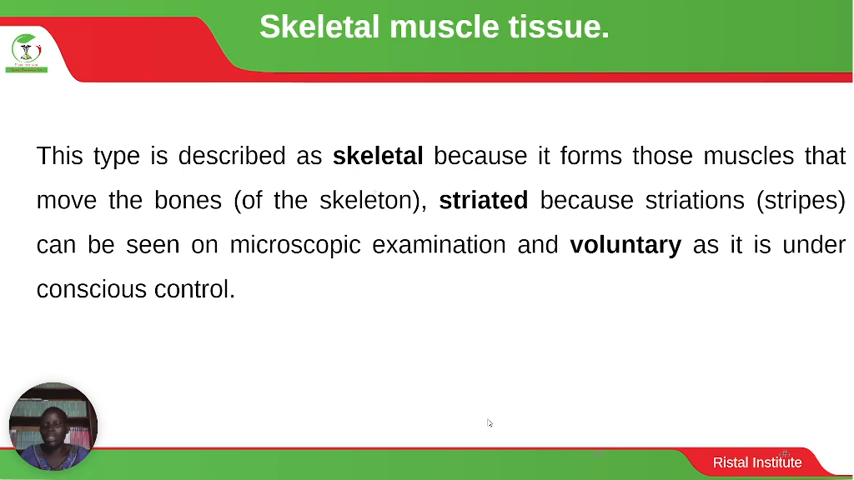 Skeletal muscle tissue.
This type is described as skeletal because it forms those muscles that
move the bones (of the skeleton), striated because striations (stripes)
can be seen on microscopic examination and voluntary as it is under
conscious control.
Ristal Institute